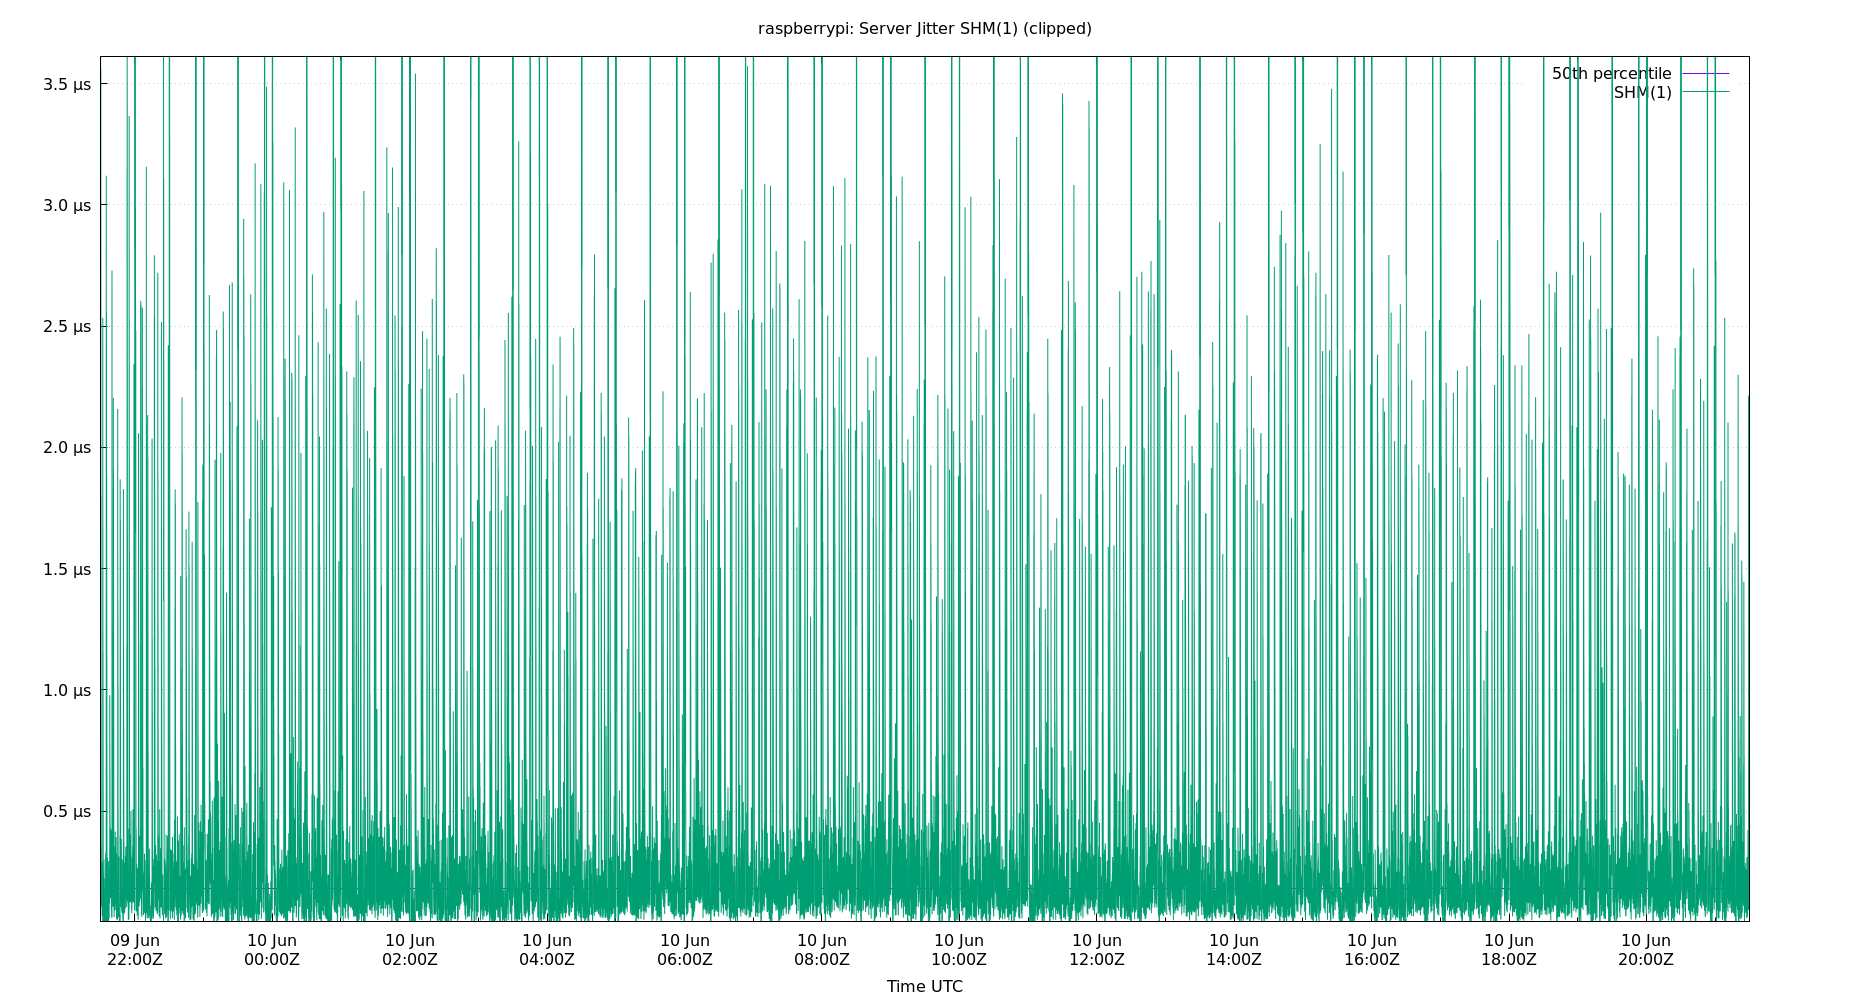 raspberrypi: Server Jitter SHM(1) (clipped)
50th percentile
SHM(1)
3.5 µs
3.0 µs
2.5 µs
2.0 µs
1.5 µs
1.0 µs
0.5 µs
09 Jun 10 Jun 10 Jun 10 Jun 10 Jun 10 Jun 10 Jun 10 Jun 10 Jun 10 Jun 10 Jun 10 Jun
22:00Z 00:00Z 02:00Z 04:00Z 06:00Z 08:00Z 10:00Z 12:00Z 14:00Z 16:00Z 18:00Z 20:00Z
Time UTC